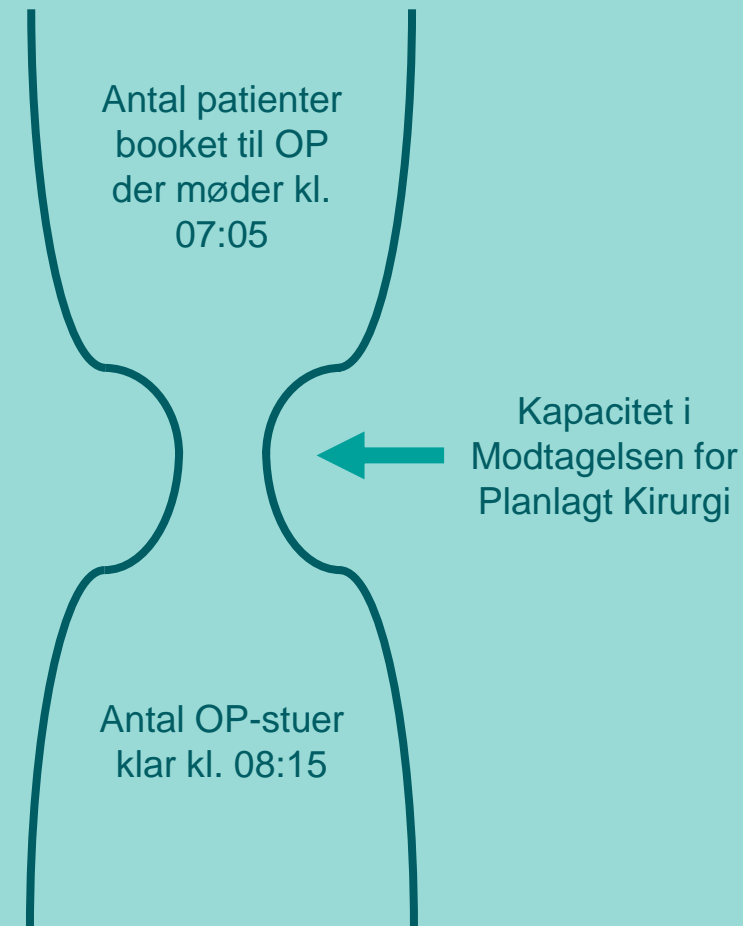 Antal patienter
booket til OP
der møder kl.
07:05
Kapacitet i
Modtagelsen for
Planlagt Kirurgi
Antal OP-stuer
klar kl. 08:15